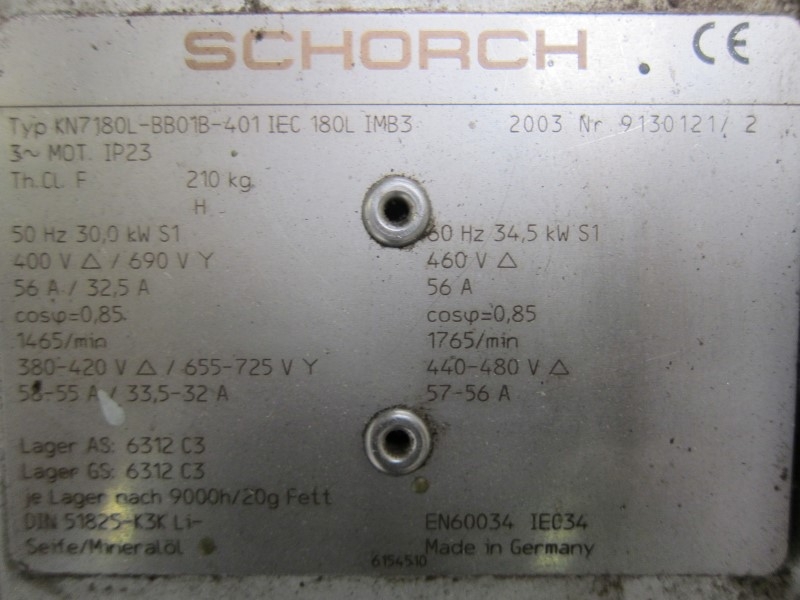 SCHORCH CE
Typ KN7180L-BB01B-401 IEC 180L IMB3 2003 Nr 9130121/ 2
3~ MOT. IP23
Th.Cl. F 210 kg
H
50 Hz 30,0 kW S1 60 Hz 34,5 kW S1
400 V △ / 690 V Y 460 V △
56 A / 32,5 A 56 A
cosφ=0,85 cosφ=0,85
1465/min 1765/min
380-420 V △ / 655-725 V Y 440-480 V △
58-55 A / 33,5-32 A 57-56 A
Lager AS: 6312 C3
Lager GS: 6312 C3
je Lager nach 9000h/20g Fett
DIN 51825-K3K Li- EN60034 IEC34
Seife/Mineralöl 6154510 Made in Germany